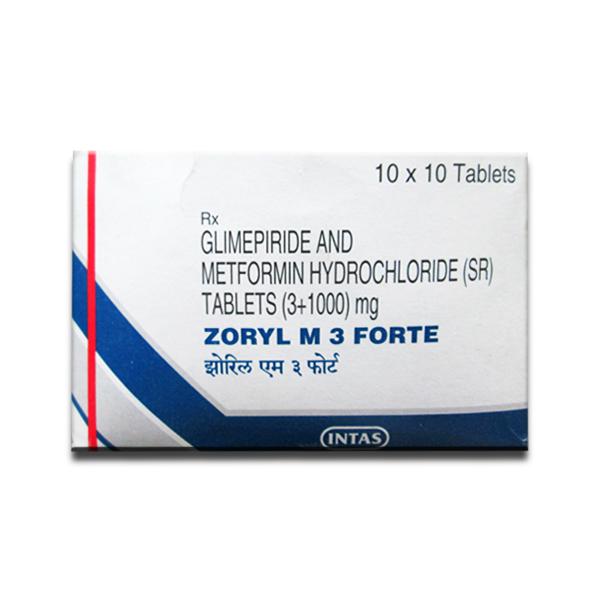 10 x 10 Tablets
Rx
GLIMEPIRIDE AND
METFORMIN HYDROCHLORIDE (SR)
TABLETS (3+1000) mg
ZORYL M 3 FORTE
झोरिल एम ३ फोर्ट
INTAS